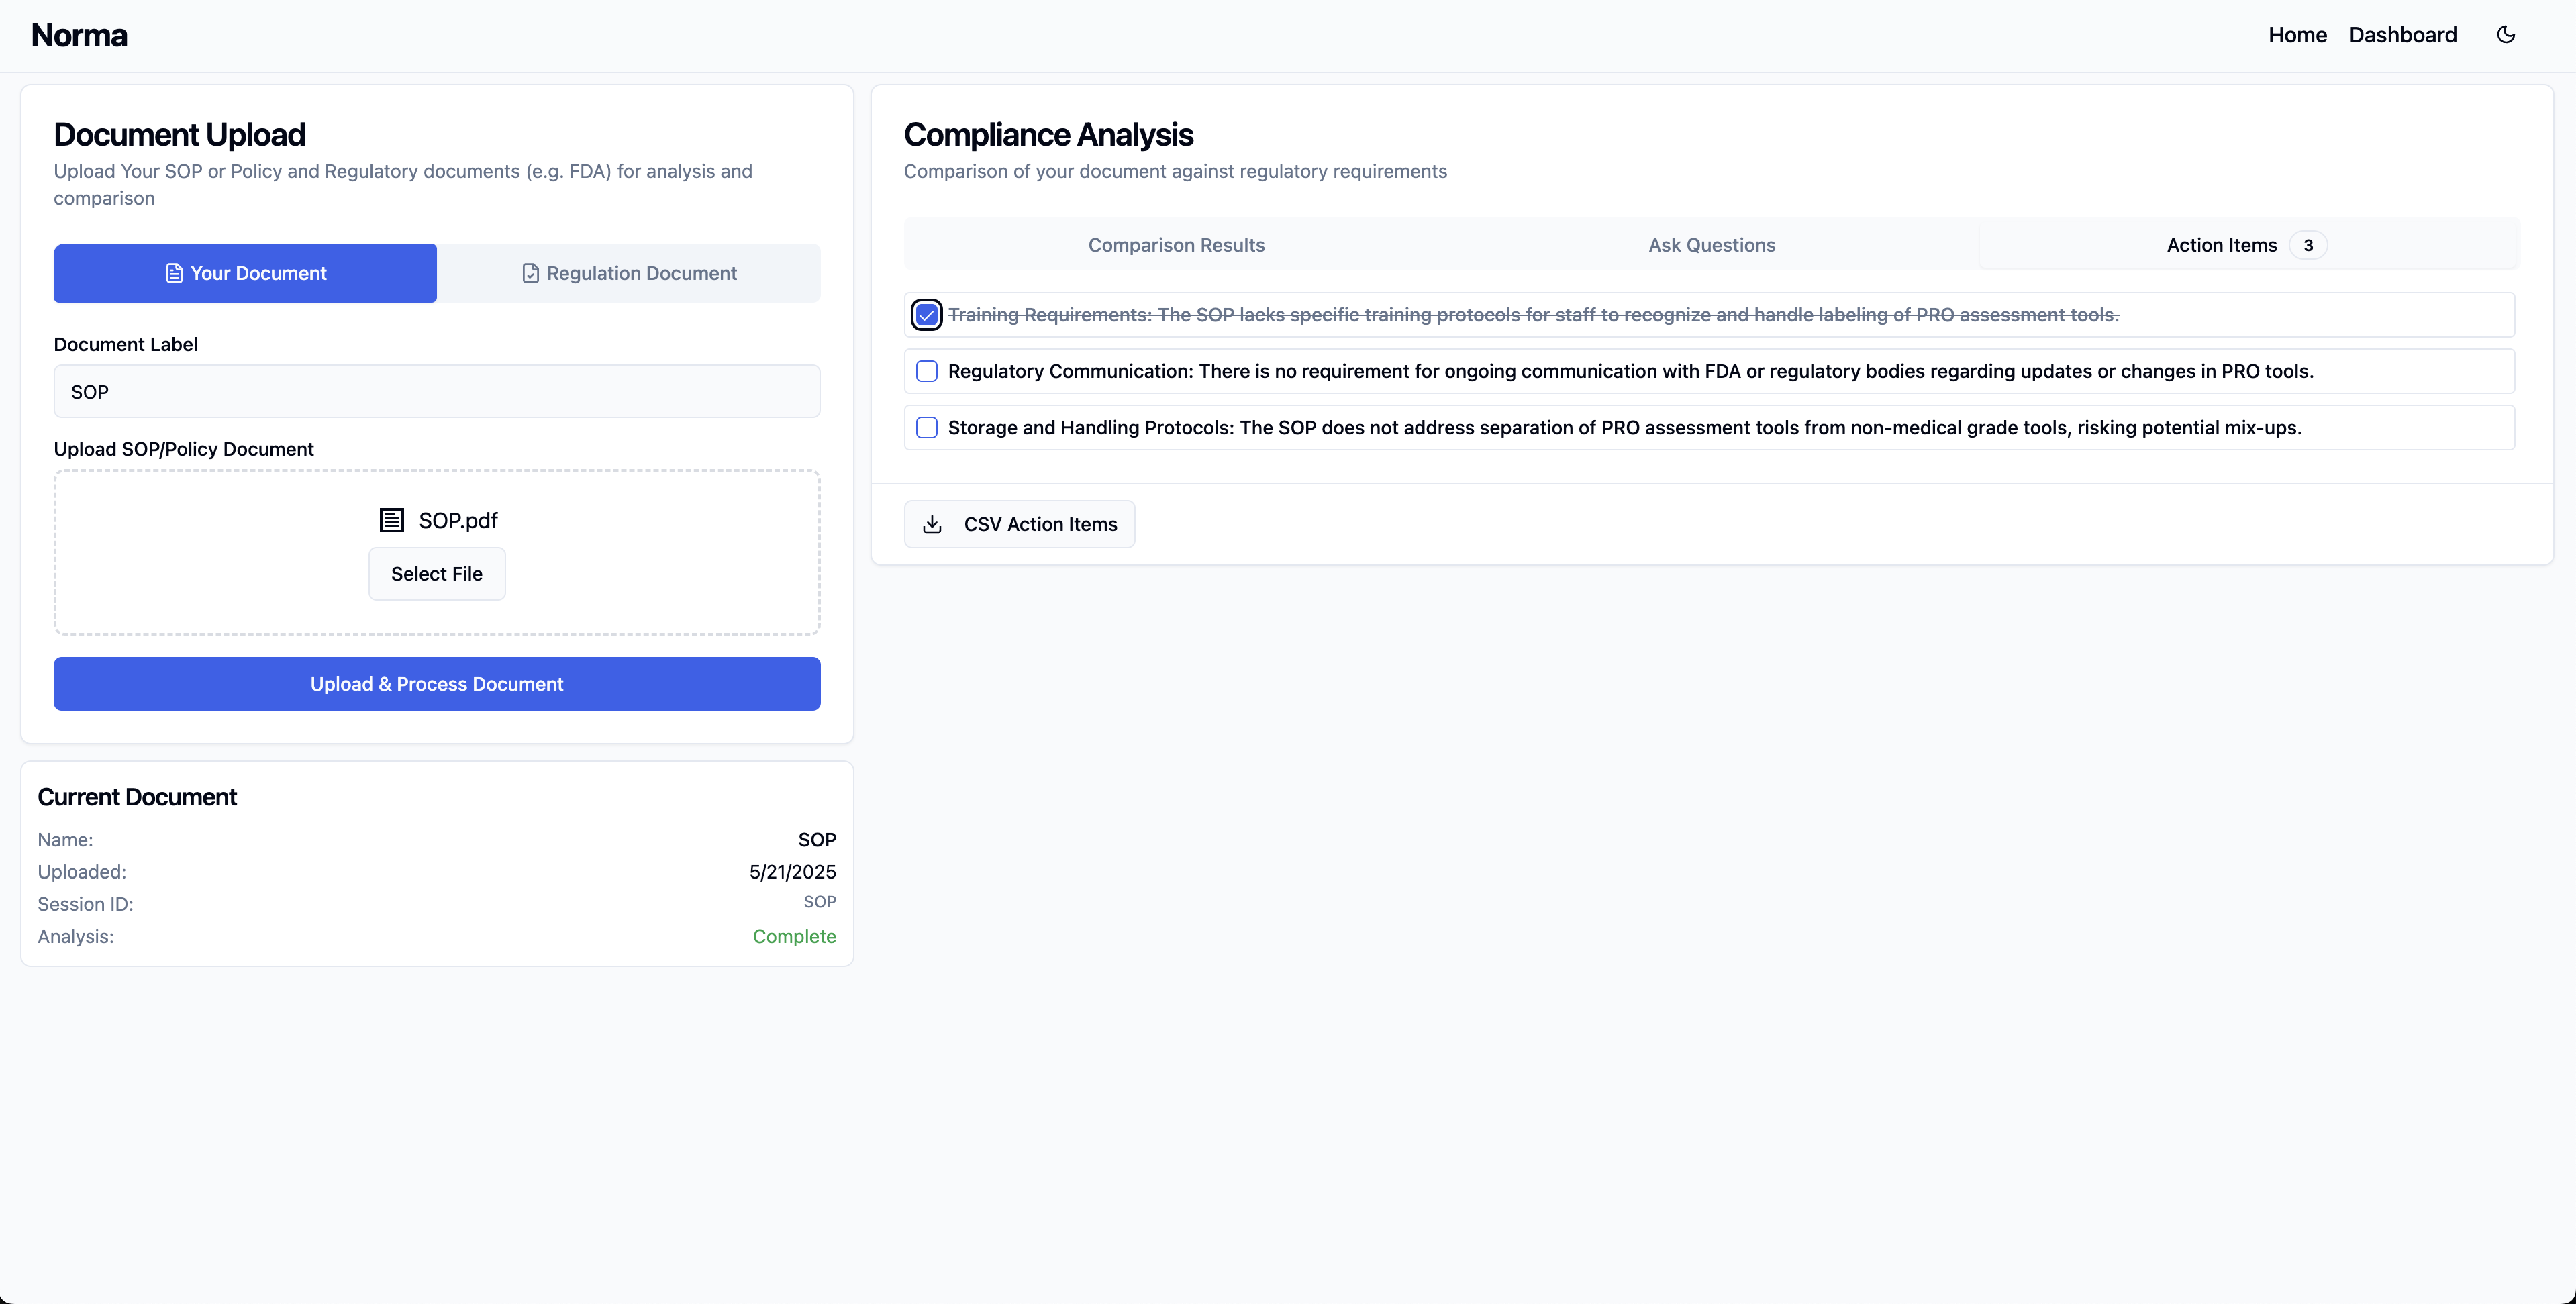 Norma
Home
Dashboard
Document Upload
Upload Your SOP or Policy and Regulatory documents (e.g. FDA) for analysis and
comparison
Your Document
Regulation Document
Document Label
SOP
Upload SOP/Policy Document
SOP.pdf
Select File
Upload & Process Document
Current Document
Name:
SOP
Uploaded:
5/21/2025
Session ID:
SOP
Analysis:
Complete
Compliance Analysis
Comparison of your document against regulatory requirements
Comparison Results
Ask Questions
Action Items 3
Training Requirements: The SOP lacks specific training protocols for staff to recognize and handle labeling of PRO assessment tools.
Regulatory Communication: There is no requirement for ongoing communication with FDA or regulatory bodies regarding updates or changes in PRO tools.
Storage and Handling Protocols: The SOP does not address separation of PRO assessment tools from non-medical grade tools, risking potential mix-ups.
CSV Action Items